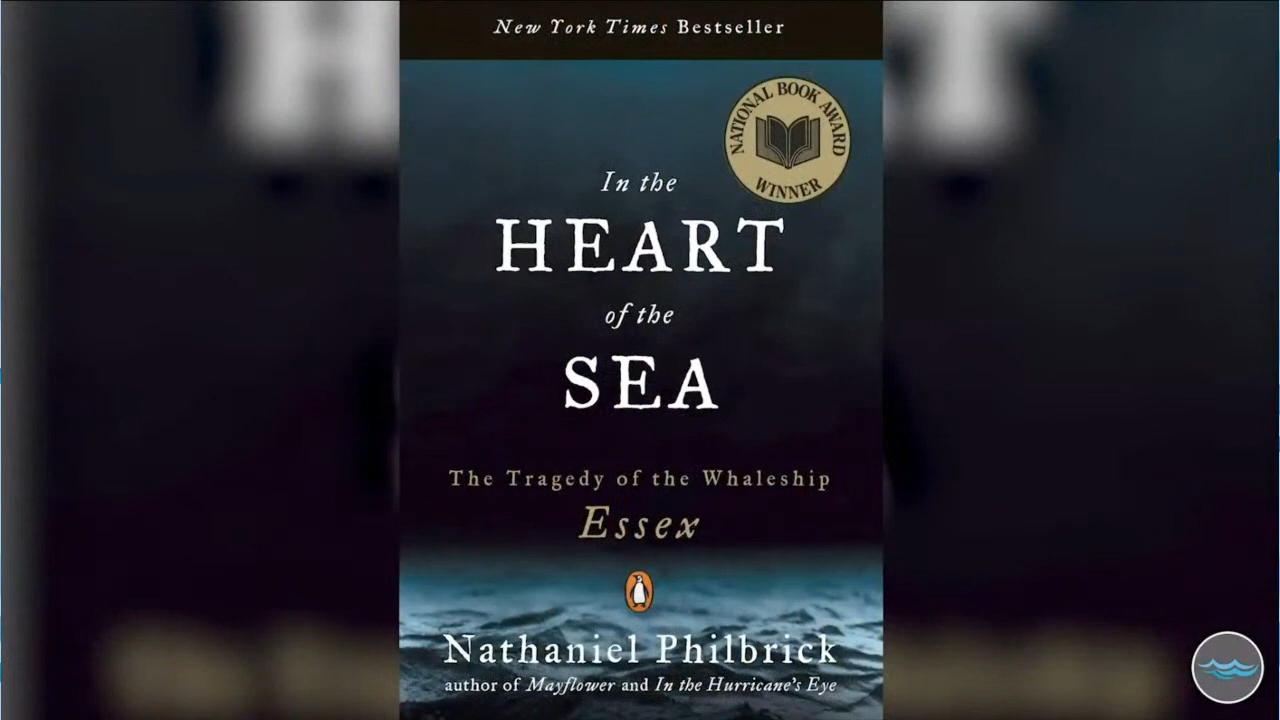 New York Times Bestseller
NATIONAL BOOK AWARD
WINNER
In the
HEART
of the
SEA
The Tragedy of the Whaleship
Essex
Nathaniel Philbrick
author of Mayflower and In the Hurricane's Eye